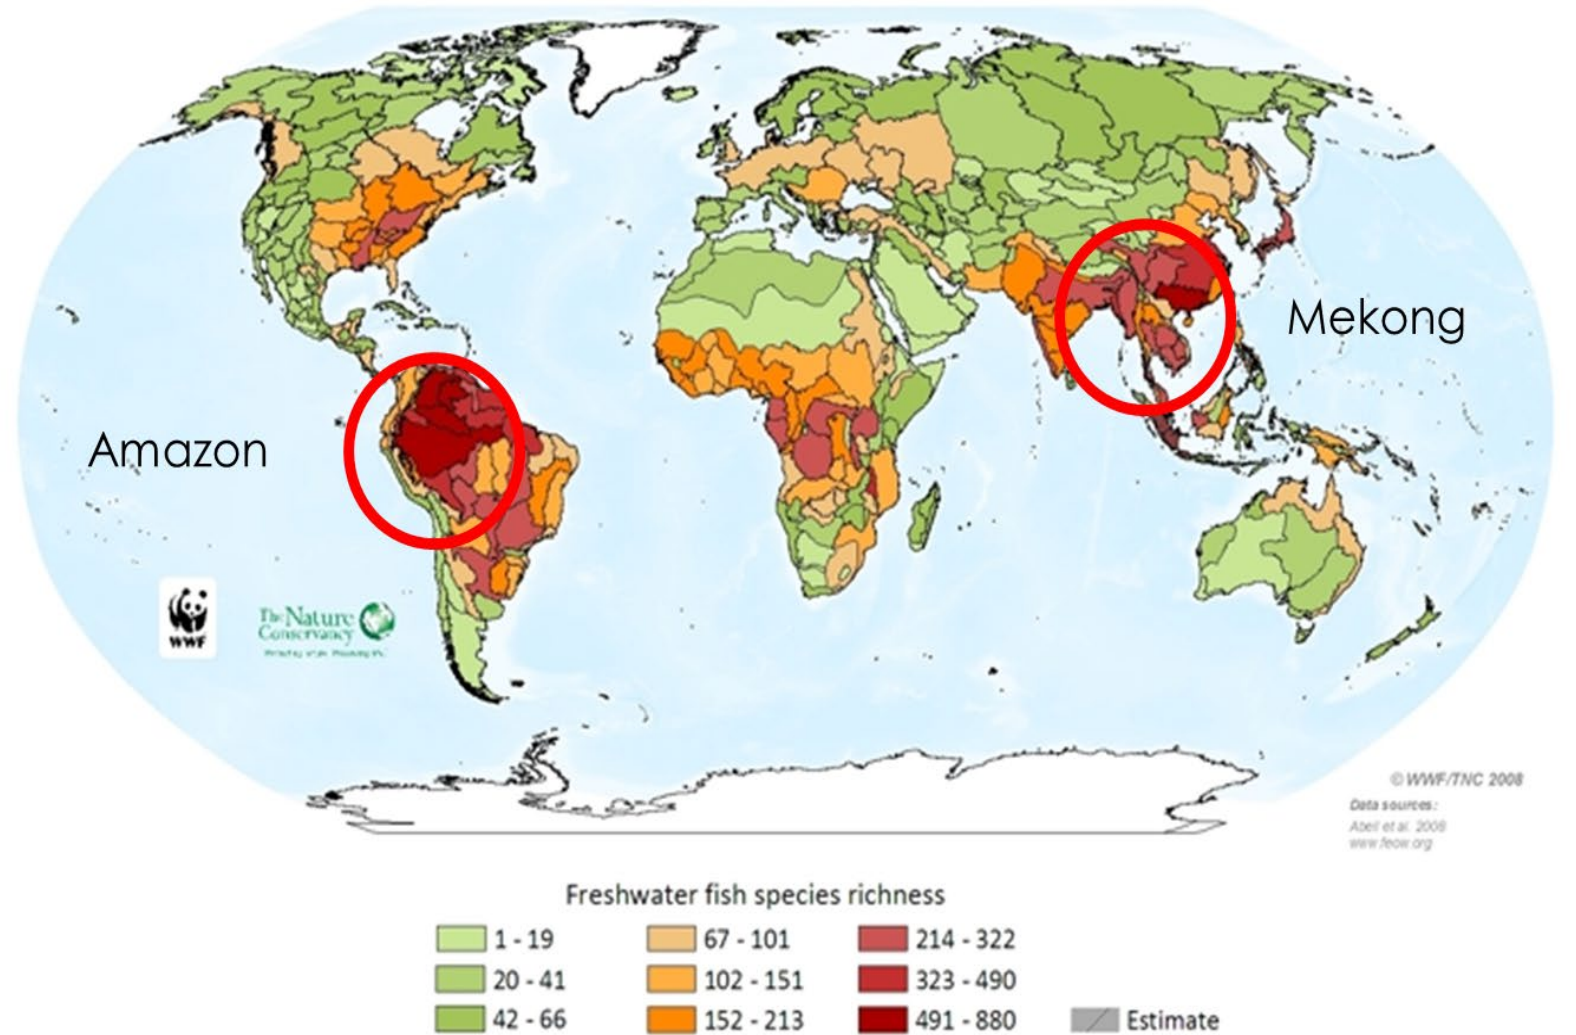 Mekong
Amazon
WWF
The Nature
Conservancy
© WWF/TNC 2008
Data sources:
Abell et al. 2008
www.feow.org
Freshwater fish species richness
1 - 19
67 - 101
214 - 322
20 - 41
102 - 151
323 - 490
42 - 66
152 - 213
491 - 880
Estimate